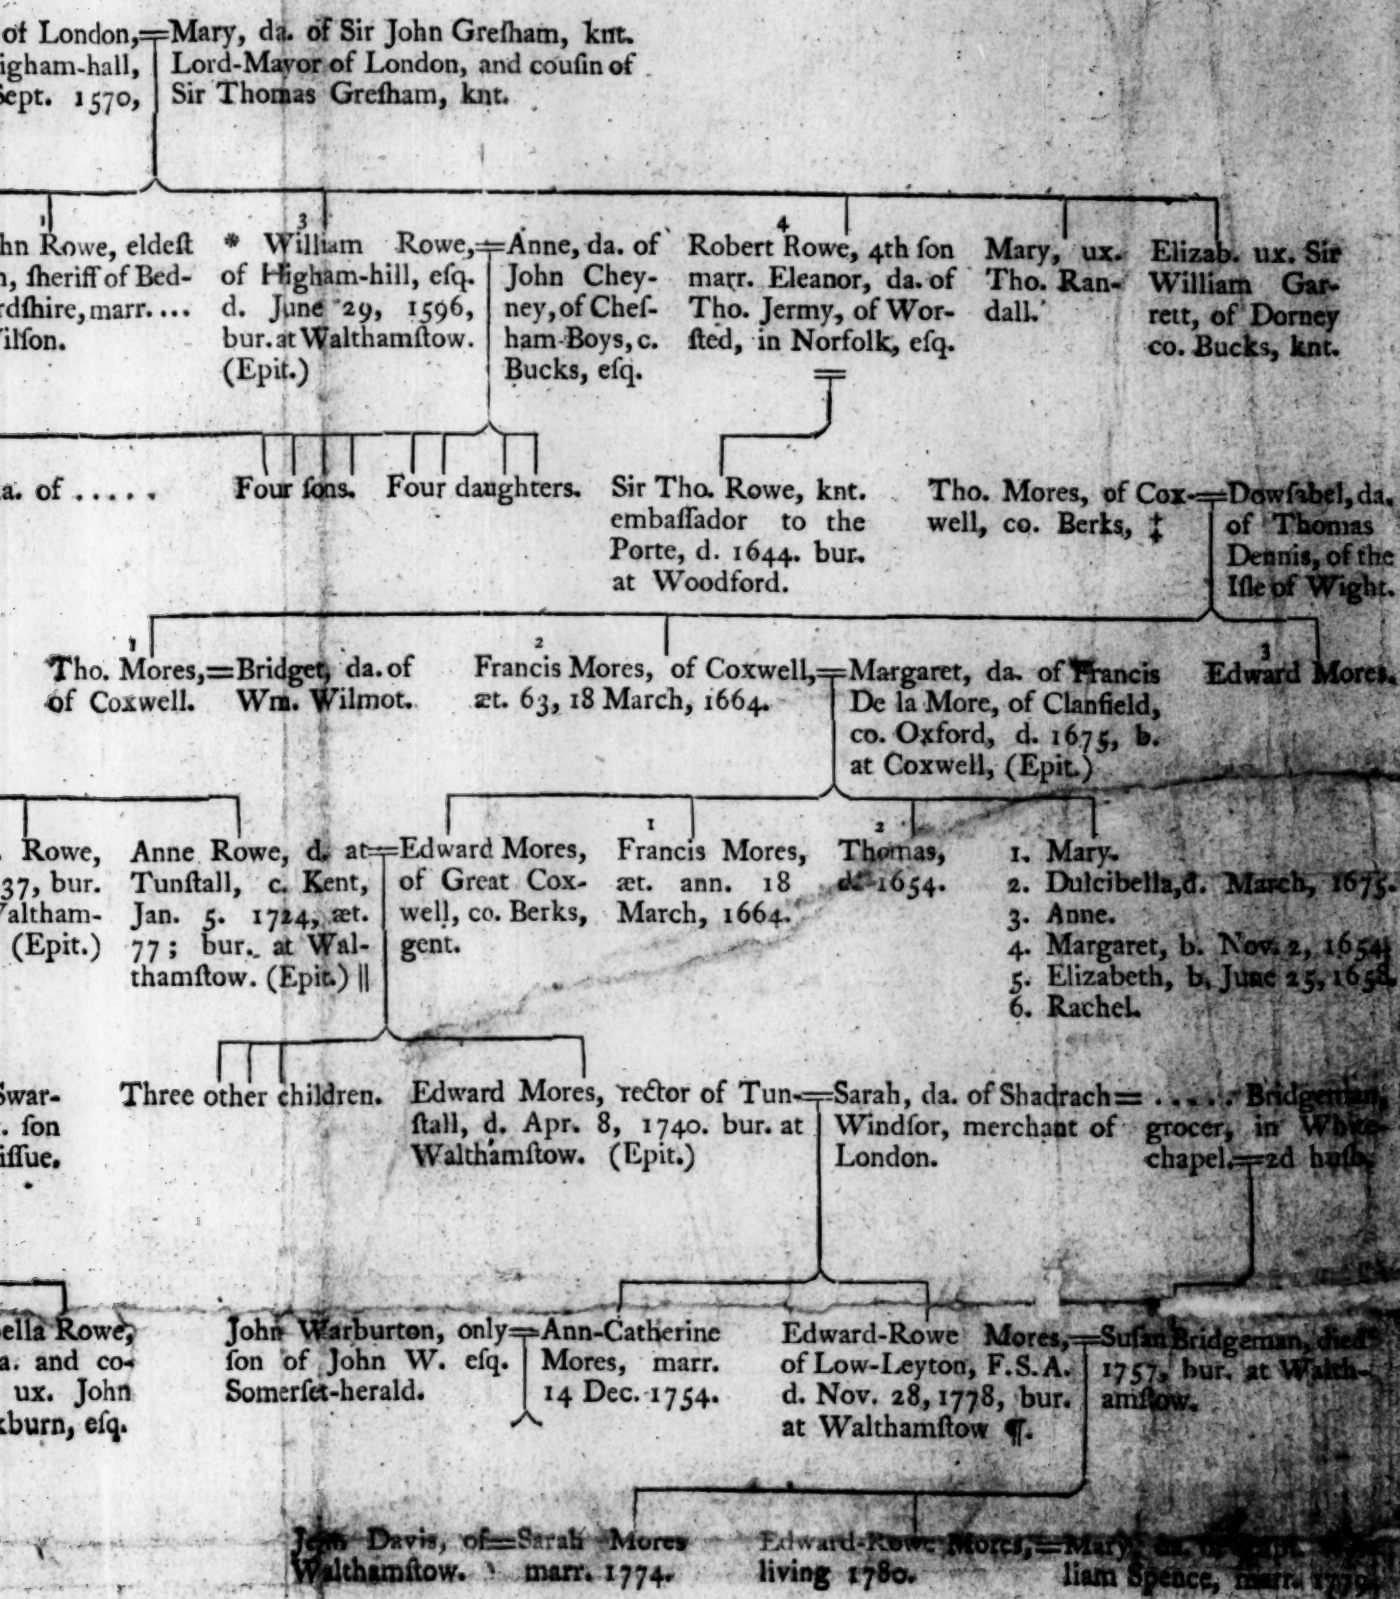 of London,=Mary, da. of Sir John Greſham, knt.
igham-hall, Lord-Mayor of London, and couſin of
Sept. 1570, Sir Thomas Greſham, knt.
1
hn Rowe, eldeſt
n, ſheriff of Bed-
rdſhire, marr. ...
ilſon.
3
* William Rowe,=
of Higham-hill, eſq.
d. June 29, 1596,
bur. at Walthamſtow.
(Epit.)
Anne, da. of
John Chey-
ney, of Cheſ-
ham-Boys, c.
Bucks, eſq.
4
Robert Rowe, 4th ſon
marr. Eleanor, da. of
Tho. Jermy, of Wor-
ſted, in Norfolk, eſq.
=
Mary, ux.
Tho. Ran-
dall.
Elizab. ux. Sir
William Gar-
rett, of Dorney
co. Bucks, knt.
a. of .....
Four ſons. Four daughters.
Sir Tho. Rowe, knt.
embaſſador to the
Porte, d. 1644. bur.
at Woodford.
Tho. Mores, of Cox-=
well, co. Berks, ‡
Dowſabel, da.
of Thomas
Dennis, of the
Iſle of Wight.
1
Tho. Mores,=Bridget, da. of
of Coxwell. Wm. Wilmot.
2
Francis Mores, of Coxwell,=
æt. 63, 18 March, 1664.
Margaret, da. of Francis
De la More, of Clanfield,
co. Oxford, d. 1675, b.
at Coxwell, (Epit.)
3
Edward Mores.
. Rowe,
37, bur.
Valtham-
(Epit.)
Anne Rowe, d. at=
Tunſtall, c. Kent,
Jan. 5. 1724, æt.
77; bur. at Wal-
thamſtow. (Epit.) ‖
Edward Mores,
of Great Cox-
well, co. Berks,
gent.
1
Francis Mores,
æt. ann. 18
March, 1664.
2
Thomas,
d. 1654.
1. Mary.
2. Dulcibella, d. March, 1675.
3. Anne.
4. Margaret, b. Nov. 2, 1654.
5. Elizabeth, b. June 25, 1658.
6. Rachel.
Swar-
. ſon
iſſue.
Three other children.
Edward Mores, rector of Tun-=
ſtall, d. Apr. 8, 1740. bur. at
Walthamſtow. (Epit.)
Sarah, da. of Shadrach=
Windſor, merchant of
London.
..... Bridgeman,
grocer, in White-
chapel.=2d huſb.
ella Rowe,
a. and co-
ux. John
kburn, eſq.
John Warburton, only=
ſon of John W. eſq.
Somerſet-herald.
Ann-Catherine
Mores, marr.
14 Dec. 1754.
Edward-Rowe Mores,=
of Low-Leyton, F.S.A.
d. Nov. 28, 1778, bur.
at Walthamſtow ¶.
Suſan Bridgeman, died
1757, bur. at Walth-
amſtow.
John Davis, of=Sarah Mores
Walthamſtow. marr. 1774.
Edward-Rowe Mores,=
living 1780.
Mary, da. of
liam Spence, marr. 1779.